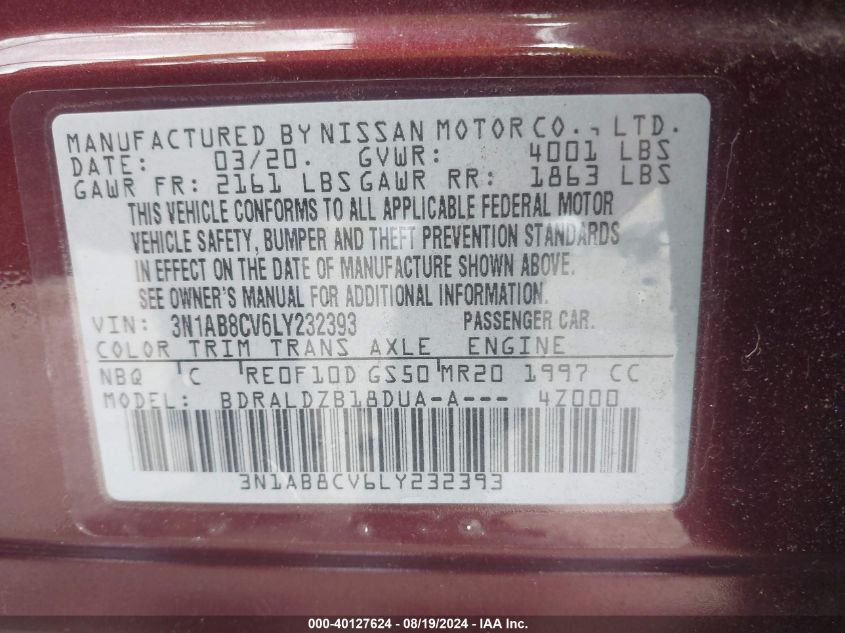 MANUFACTURED BY NISSAN MOTOR CO., LTD.
DATE: 03/20. GVWR: 4001 LBS
GAWR FR: 2161 LBS GAWR RR: 1863 LBS
THIS VEHICLE CONFORMS TO ALL APPLICABLE FEDERAL MOTOR
VEHICLE SAFETY, BUMPER AND THEFT PREVENTION STANDARDS
IN EFFECT ON THE DATE OF MANUFACTURE SHOWN ABOVE.
SEE OWNER'S MANUAL FOR ADDITIONAL INFORMATION.
VIN: 3N1AB8CV6LY232393 PASSENGER CAR.
COLOR TRIM TRANS AXLE ENGINE
NBQ C RE0F10D GS50 MR20 1997 CC
MODEL: BDRALDZB18DUA-A--- 4Z000
3N1AB8CV6LY232393
000-40127624 - 08/19/2024 - IAA Inc.